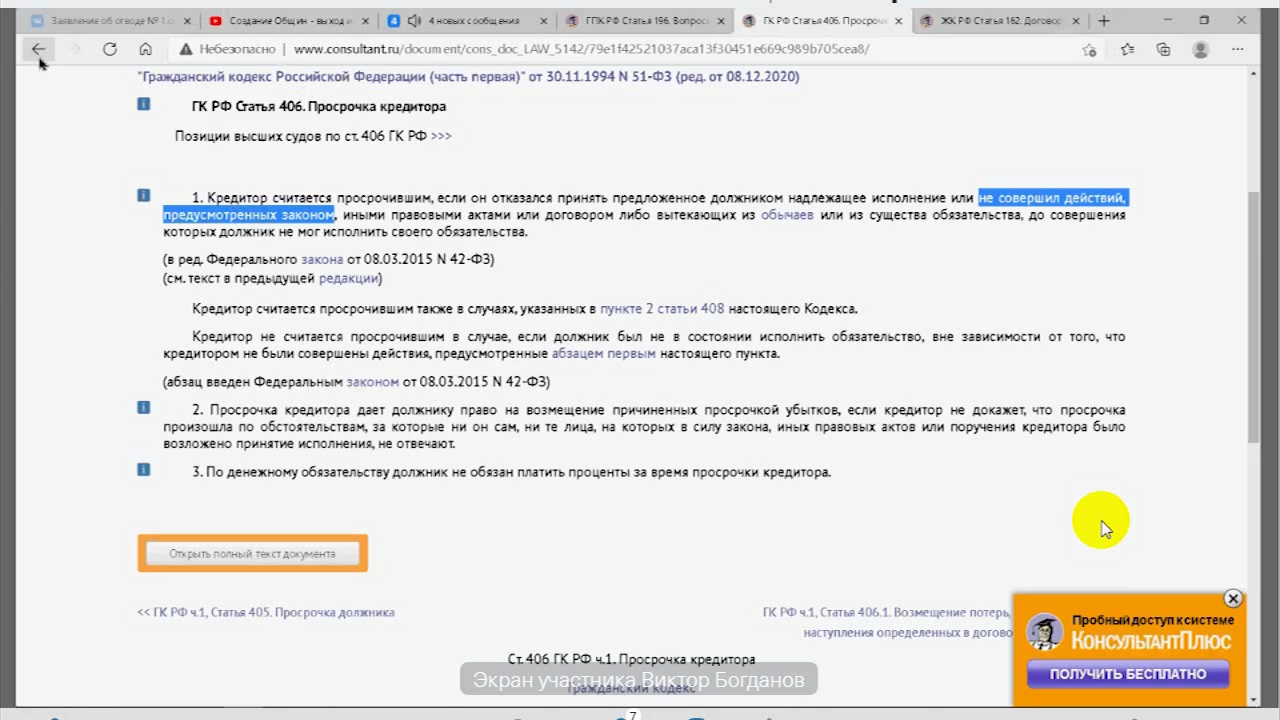 Заявление об отводе № 1.
Создание Общин - выход и
4 4 новых сообщения
ГПК РФ Статья 196. Вопрос
ГК РФ Статья 406. Просроч
ЖК РФ Статья 162. Договор
Небезопасно | www.consultant.ru/document/cons_doc_LAW_5142/79e1f42521037aca13f30451e669c989b705cea8/
"Гражданский кодекс Российской Федерации (часть первая)" от 30.11.1994 N 51-ФЗ (ред. от 08.12.2020)
ГК РФ Статья 406. Просрочка кредитора
Позиции высших судов по ст. 406 ГК РФ >>>
1. Кредитор считается просрочившим, если он отказался принять предложенное должником надлежащее исполнение или не совершил действий,
предусмотренных законом, иными правовыми актами или договором либо вытекающих из обычаев или из существа обязательства, до совершения
которых должник не мог исполнить своего обязательства.
(в ред. Федерального закона от 08.03.2015 N 42-ФЗ)
(см. текст в предыдущей редакции)
Кредитор считается просрочившим также в случаях, указанных в пункте 2 статьи 408 настоящего Кодекса.
Кредитор не считается просрочившим в случае, если должник был не в состоянии исполнить обязательство, вне зависимости от того, что
кредитором не были совершены действия, предусмотренные абзацем первым настоящего пункта.
(абзац введен Федеральным законом от 08.03.2015 N 42-ФЗ)
2. Просрочка кредитора дает должнику право на возмещение причиненных просрочкой убытков, если кредитор не докажет, что просрочка
произошла по обстоятельствам, за которые ни он сам, ни те лица, на которых в силу закона, иных правовых актов или поручения кредитора было
возложено принятие исполнения, не отвечают.
3. По денежному обязательству должник не обязан платить проценты за время просрочки кредитора.
Открыть полный текст документа
<< ГК РФ ч.1, Статья 405. Просрочка должника
ГК РФ ч.1, Статья 406.1. Возмещение потерь,
наступления определенных в догово
Пробный доступ к системе
КОНСУЛЬТАНТПЛЮС
ПОЛУЧИТЬ БЕСПЛАТНО
Ст. 406 ГК РФ ч.1. Просрочка кредитора
Экран участника Виктор Богданов
Гражданский кодекс
7